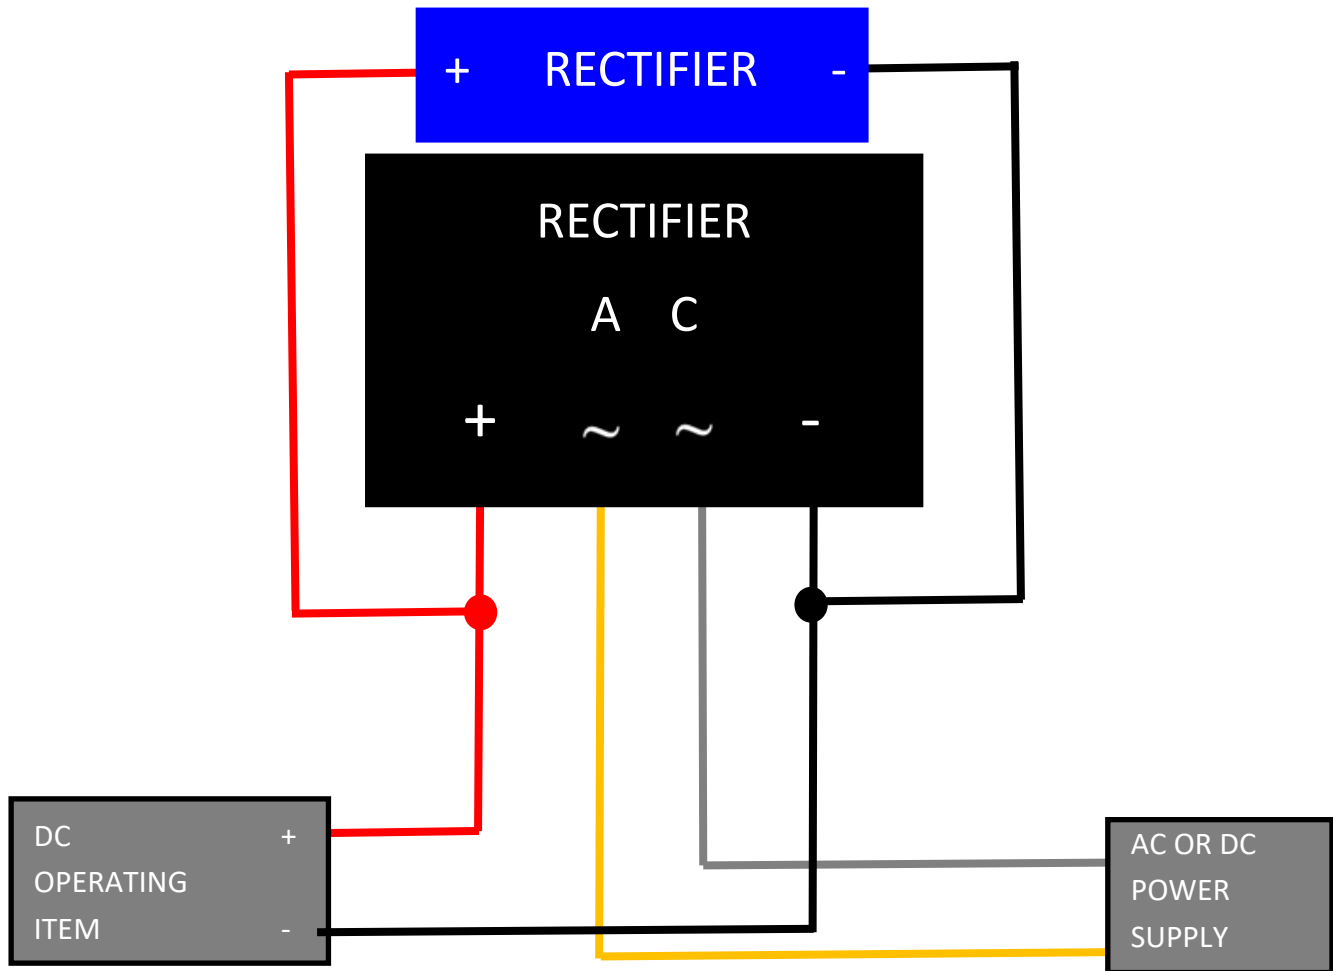 + RECTIFIER -
RECTIFIER
A C
+ ~ ~ -
DC +
OPERATING
ITEM -
AC OR DC
POWER
SUPPLY